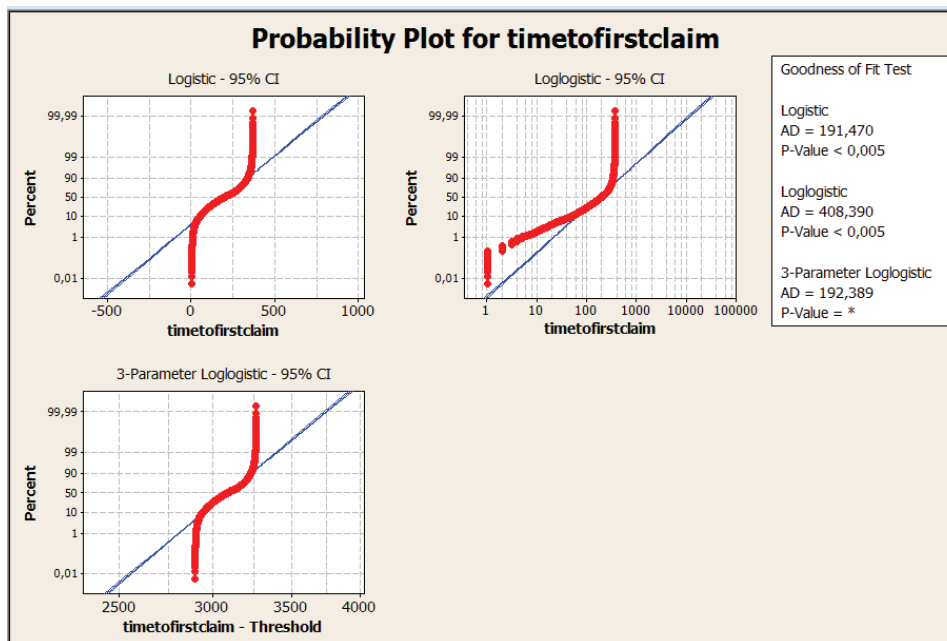 Probability Plot for timetofirstclaim
Logistic - 95% CI
Percent
99,99
99
90
50
10
1
0,01
-500
0
500
1000
timetofirstclaim
Loglogistic - 95% CI
Percent
99,99
99
90
50
10
1
0,01
1
10
100
1000
10000
100000
timetofirstclaim
Goodness of Fit Test
Logistic
AD = 191,470
P-Value < 0,005
Loglogistic
AD = 408,390
P-Value < 0,005
3-Parameter Loglogistic
AD = 192,389
P-Value = *
3-Parameter Loglogistic - 95% CI
Percent
99,99
99
90
50
10
1
0,01
2500
3000
3500
4000
timetofirstclaim - Threshold